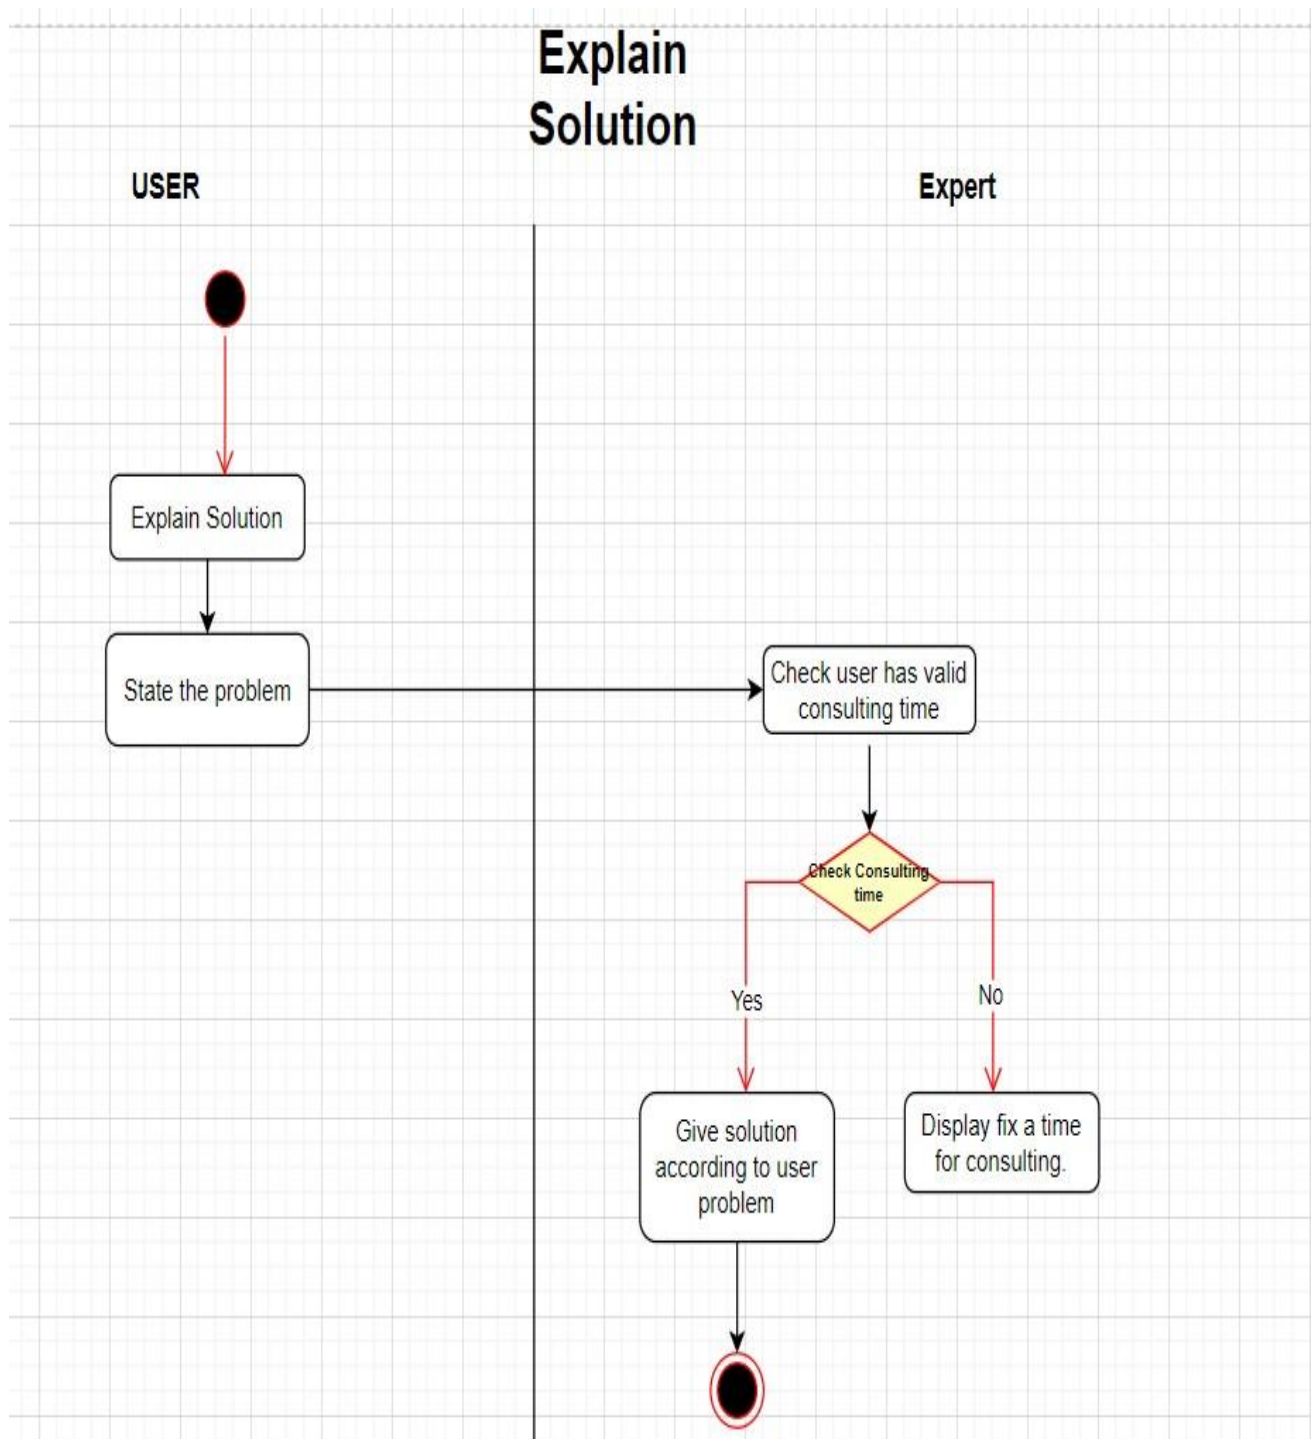 Explain
Solution
USER
Expert
Explain Solution
State the problem
Check user has valid
consulting time
Check Consulting
time
Yes
No
Give solution
according to user
problem
Display fix a time
for consulting.